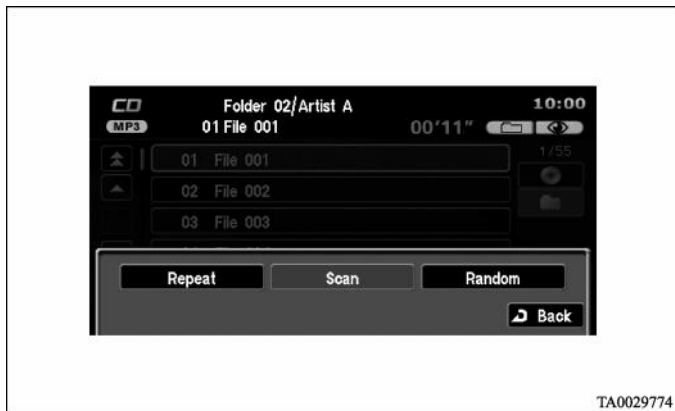 CD
Folder 02/Artist A
10:00
MP3
01 File 001
00'11"
1/55
01 File 001
02 File 002
03 File 003
Repeat
Scan
Random
Back
TA0029774